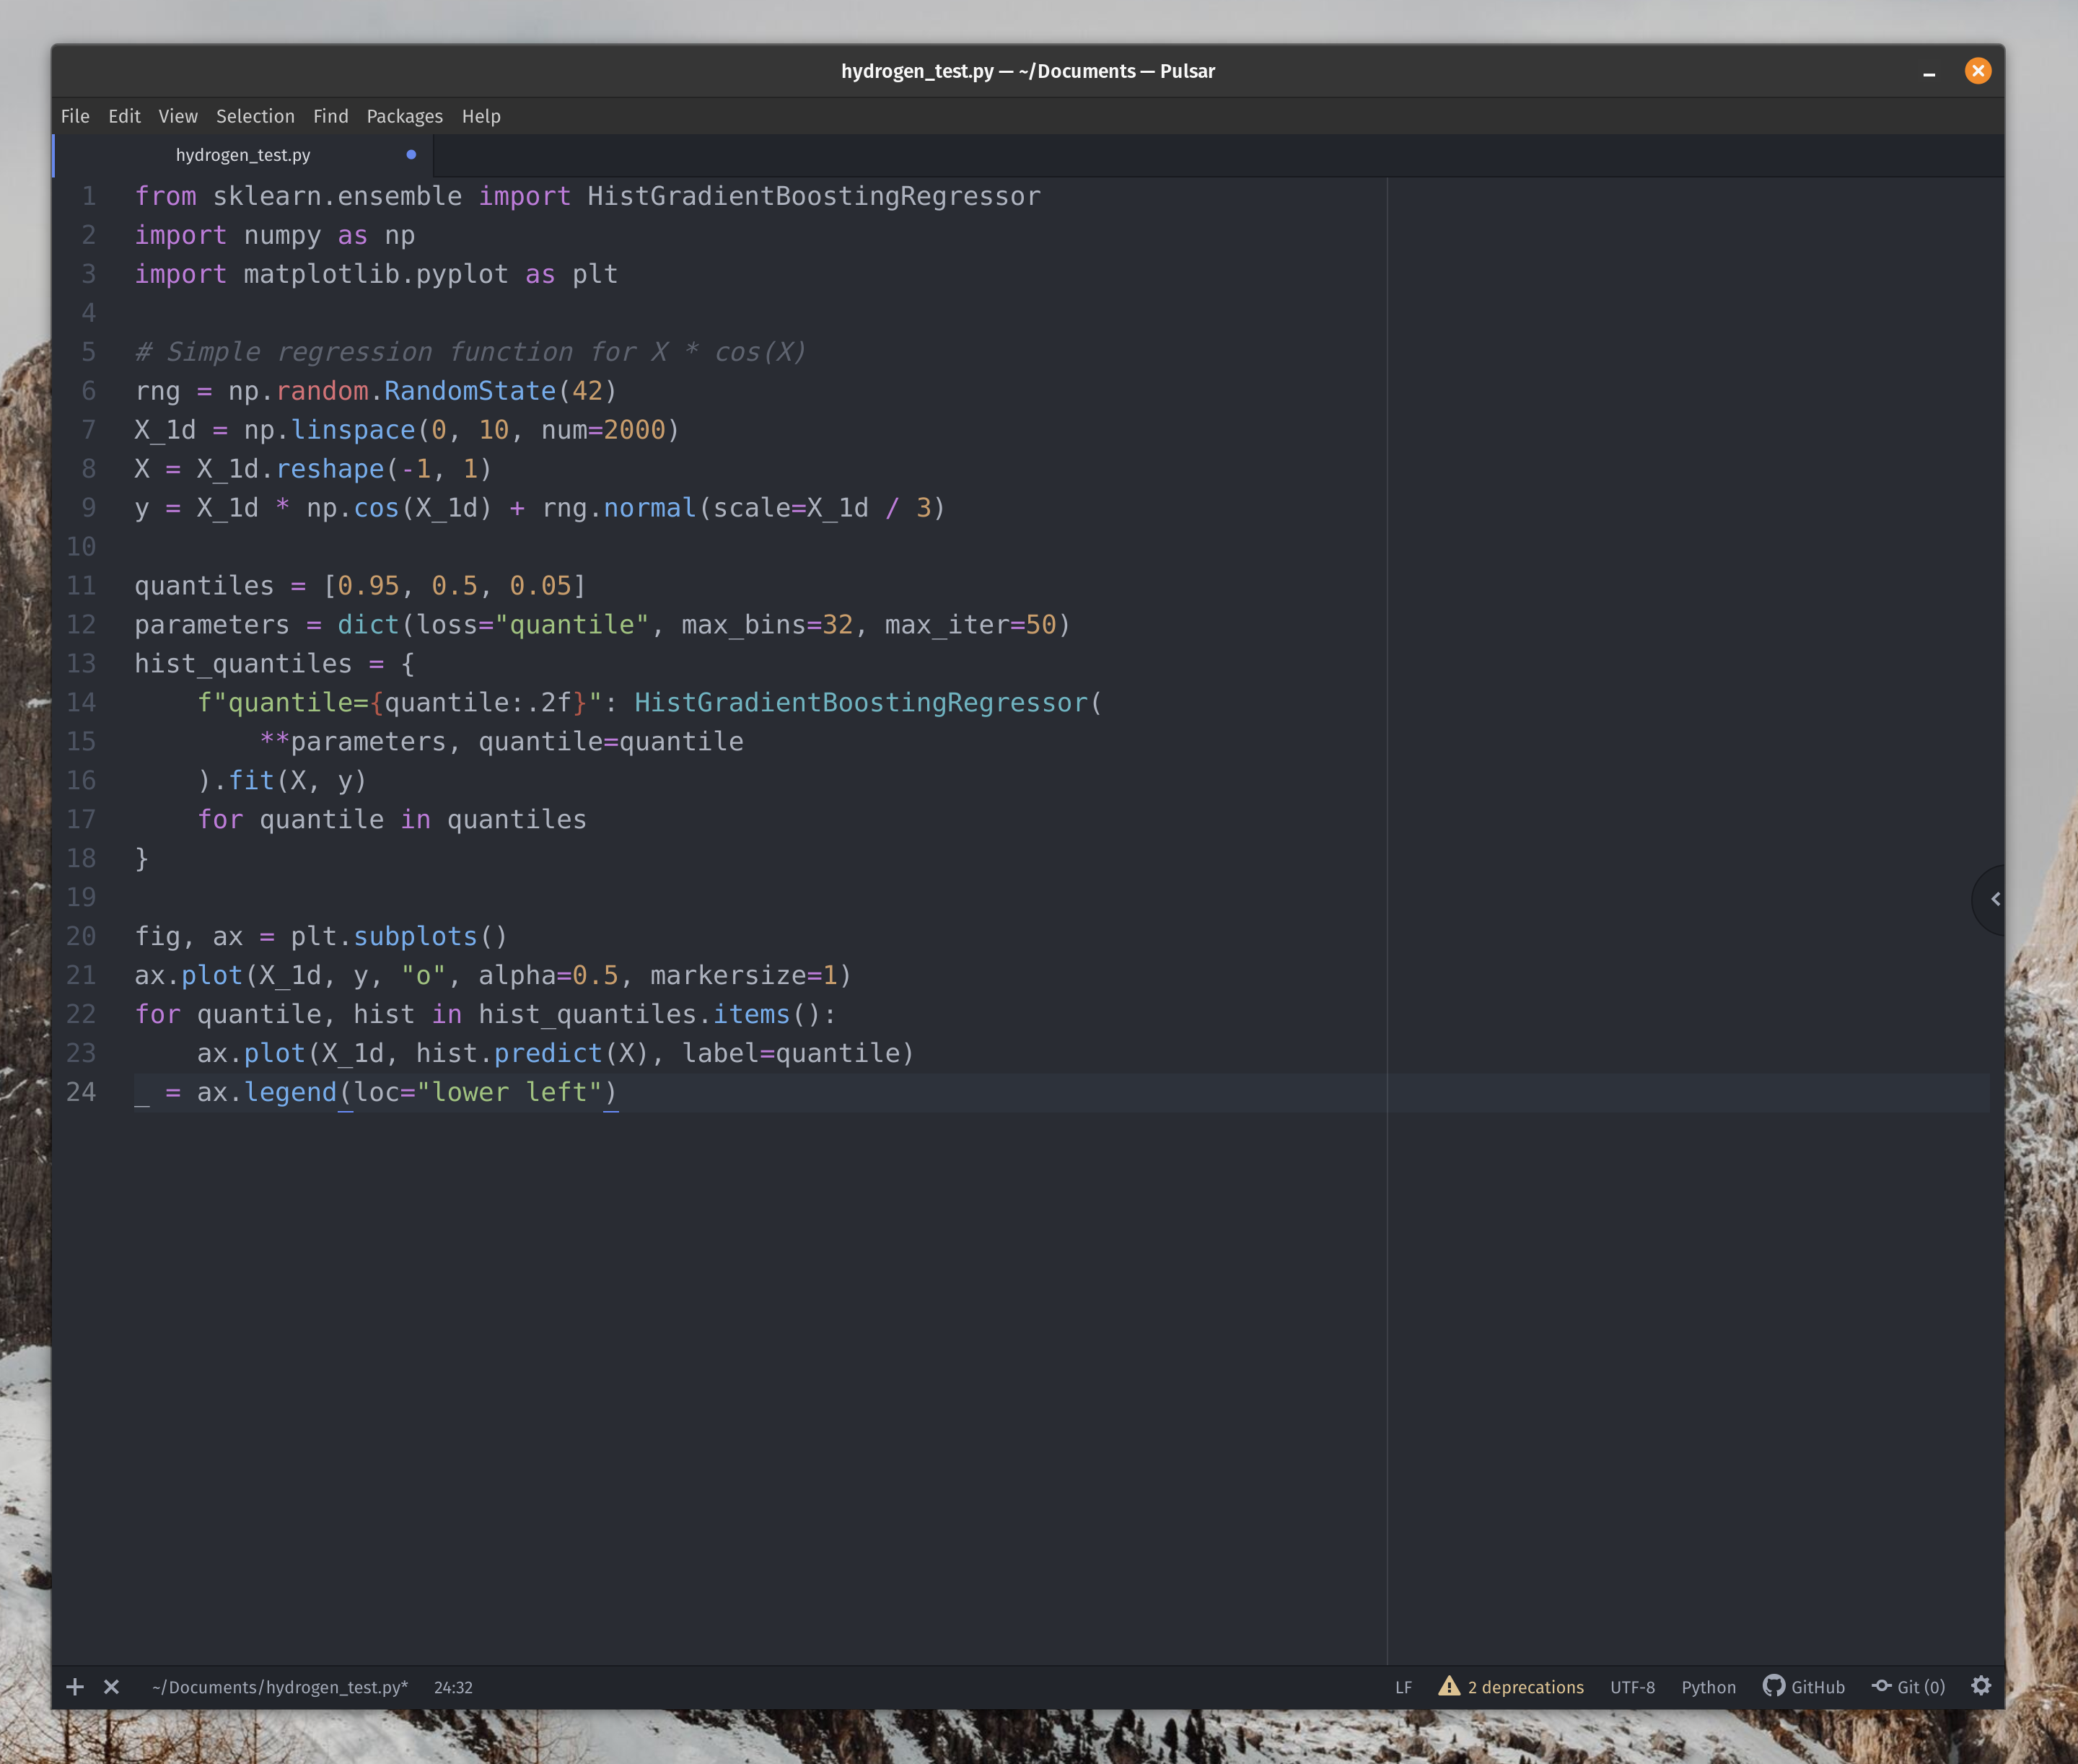 hydrogen_test.py — ~/Documents — Pulsar
File Edit View Selection Find Packages Help
hydrogen_test.py
1 from sklearn.ensemble import HistGradientBoostingRegressor
2 import numpy as np
3 import matplotlib.pyplot as plt
4
5 # Simple regression function for X * cos(X)
6 rng = np.random.RandomState(42)
7 X_1d = np.linspace(0, 10, num=2000)
8 X = X_1d.reshape(-1, 1)
9 y = X_1d * np.cos(X_1d) + rng.normal(scale=X_1d / 3)
10
11 quantiles = [0.95, 0.5, 0.05]
12 parameters = dict(loss="quantile", max_bins=32, max_iter=50)
13 hist_quantiles = {
14     f"quantile={quantile:.2f}": HistGradientBoostingRegressor(
15         **parameters, quantile=quantile
16     ).fit(X, y)
17     for quantile in quantiles
18 }
19
20 fig, ax = plt.subplots()
21 ax.plot(X_1d, y, "o", alpha=0.5, markersize=1)
22 for quantile, hist in hist_quantiles.items():
23     ax.plot(X_1d, hist.predict(X), label=quantile)
24 _ = ax.legend(loc="lower left")
~/Documents/hydrogen_test.py* 24:32 LF 2 deprecations UTF-8 Python GitHub Git (0)